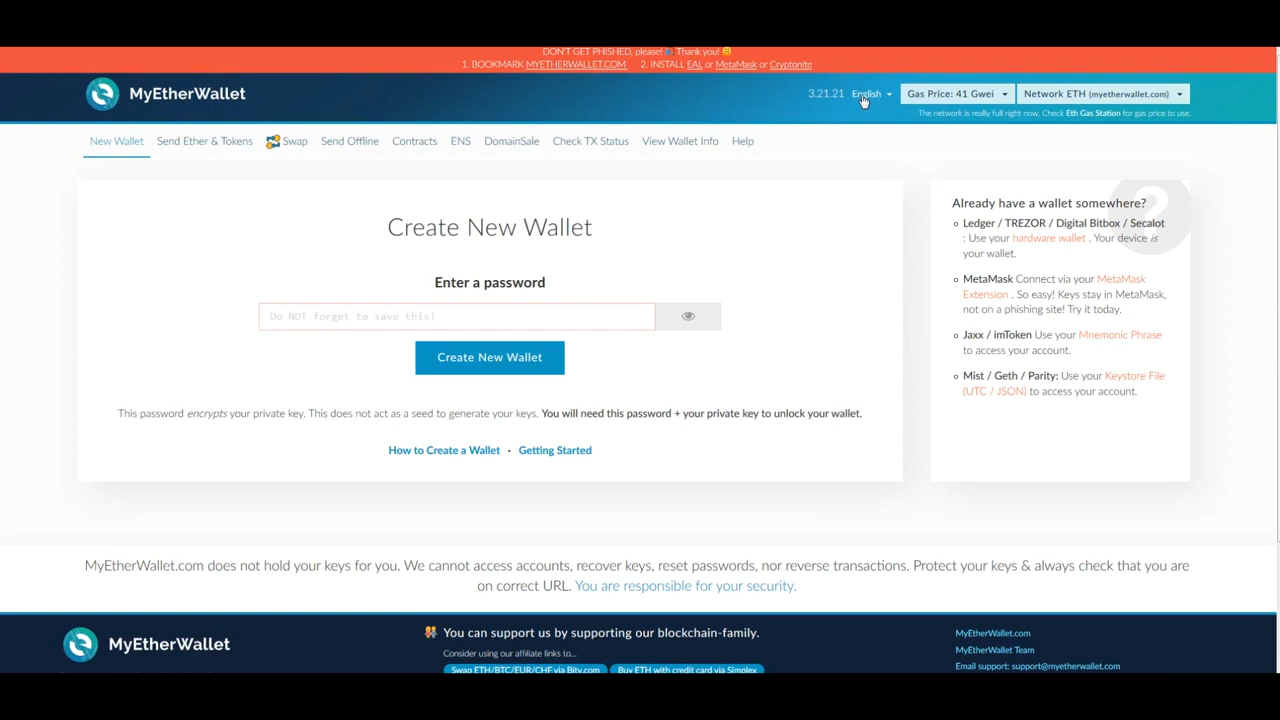 DON'T GET PHISHED, please! Thank you!
1. BOOKMARK MYETHERWALLET.COM 2. INSTALL EAL or MetaMask or Cryptonite
MyEtherWallet
3.21.21 English
Gas Price: 41 Gwei
Network ETH (myetherwallet.com)
The network is really full right now. Check Eth Gas Station for gas price to use.
New Wallet Send Ether & Tokens Swap Send Offline Contracts ENS DomainSale Check TX Status View Wallet Info Help
Create New Wallet
Enter a password
Do NOT forget to save this!
Create New Wallet
This password encrypts your private key. This does not act as a seed to generate your keys. You will need this password + your private key to unlock your wallet.
How to Create a Wallet · Getting Started
Already have a wallet somewhere?
Ledger / TREZOR / Digital Bitbox / Secalot
: Use your hardware wallet . Your device is
your wallet.
MetaMask Connect via your MetaMask
Extension . So easy! Keys stay in MetaMask,
not on a phishing site! Try it today.
Jaxx / imToken Use your Mnemonic Phrase
to access your account.
Mist / Geth / Parity: Use your Keystore File
(UTC / JSON) to access your account.
MyEtherWallet.com does not hold your keys for you. We cannot access accounts, recover keys, reset passwords, nor reverse transactions. Protect your keys & always check that you are
on correct URL. You are responsible for your security.
MyEtherWallet
You can support us by supporting our blockchain-family.
Consider using our affiliate links to...
Swap ETH/BTC/EUR/CHF via Bity.com Buy ETH with credit card via Simplex
MyEtherWallet.com
MyEtherWallet Team
Email support: support@myetherwallet.com